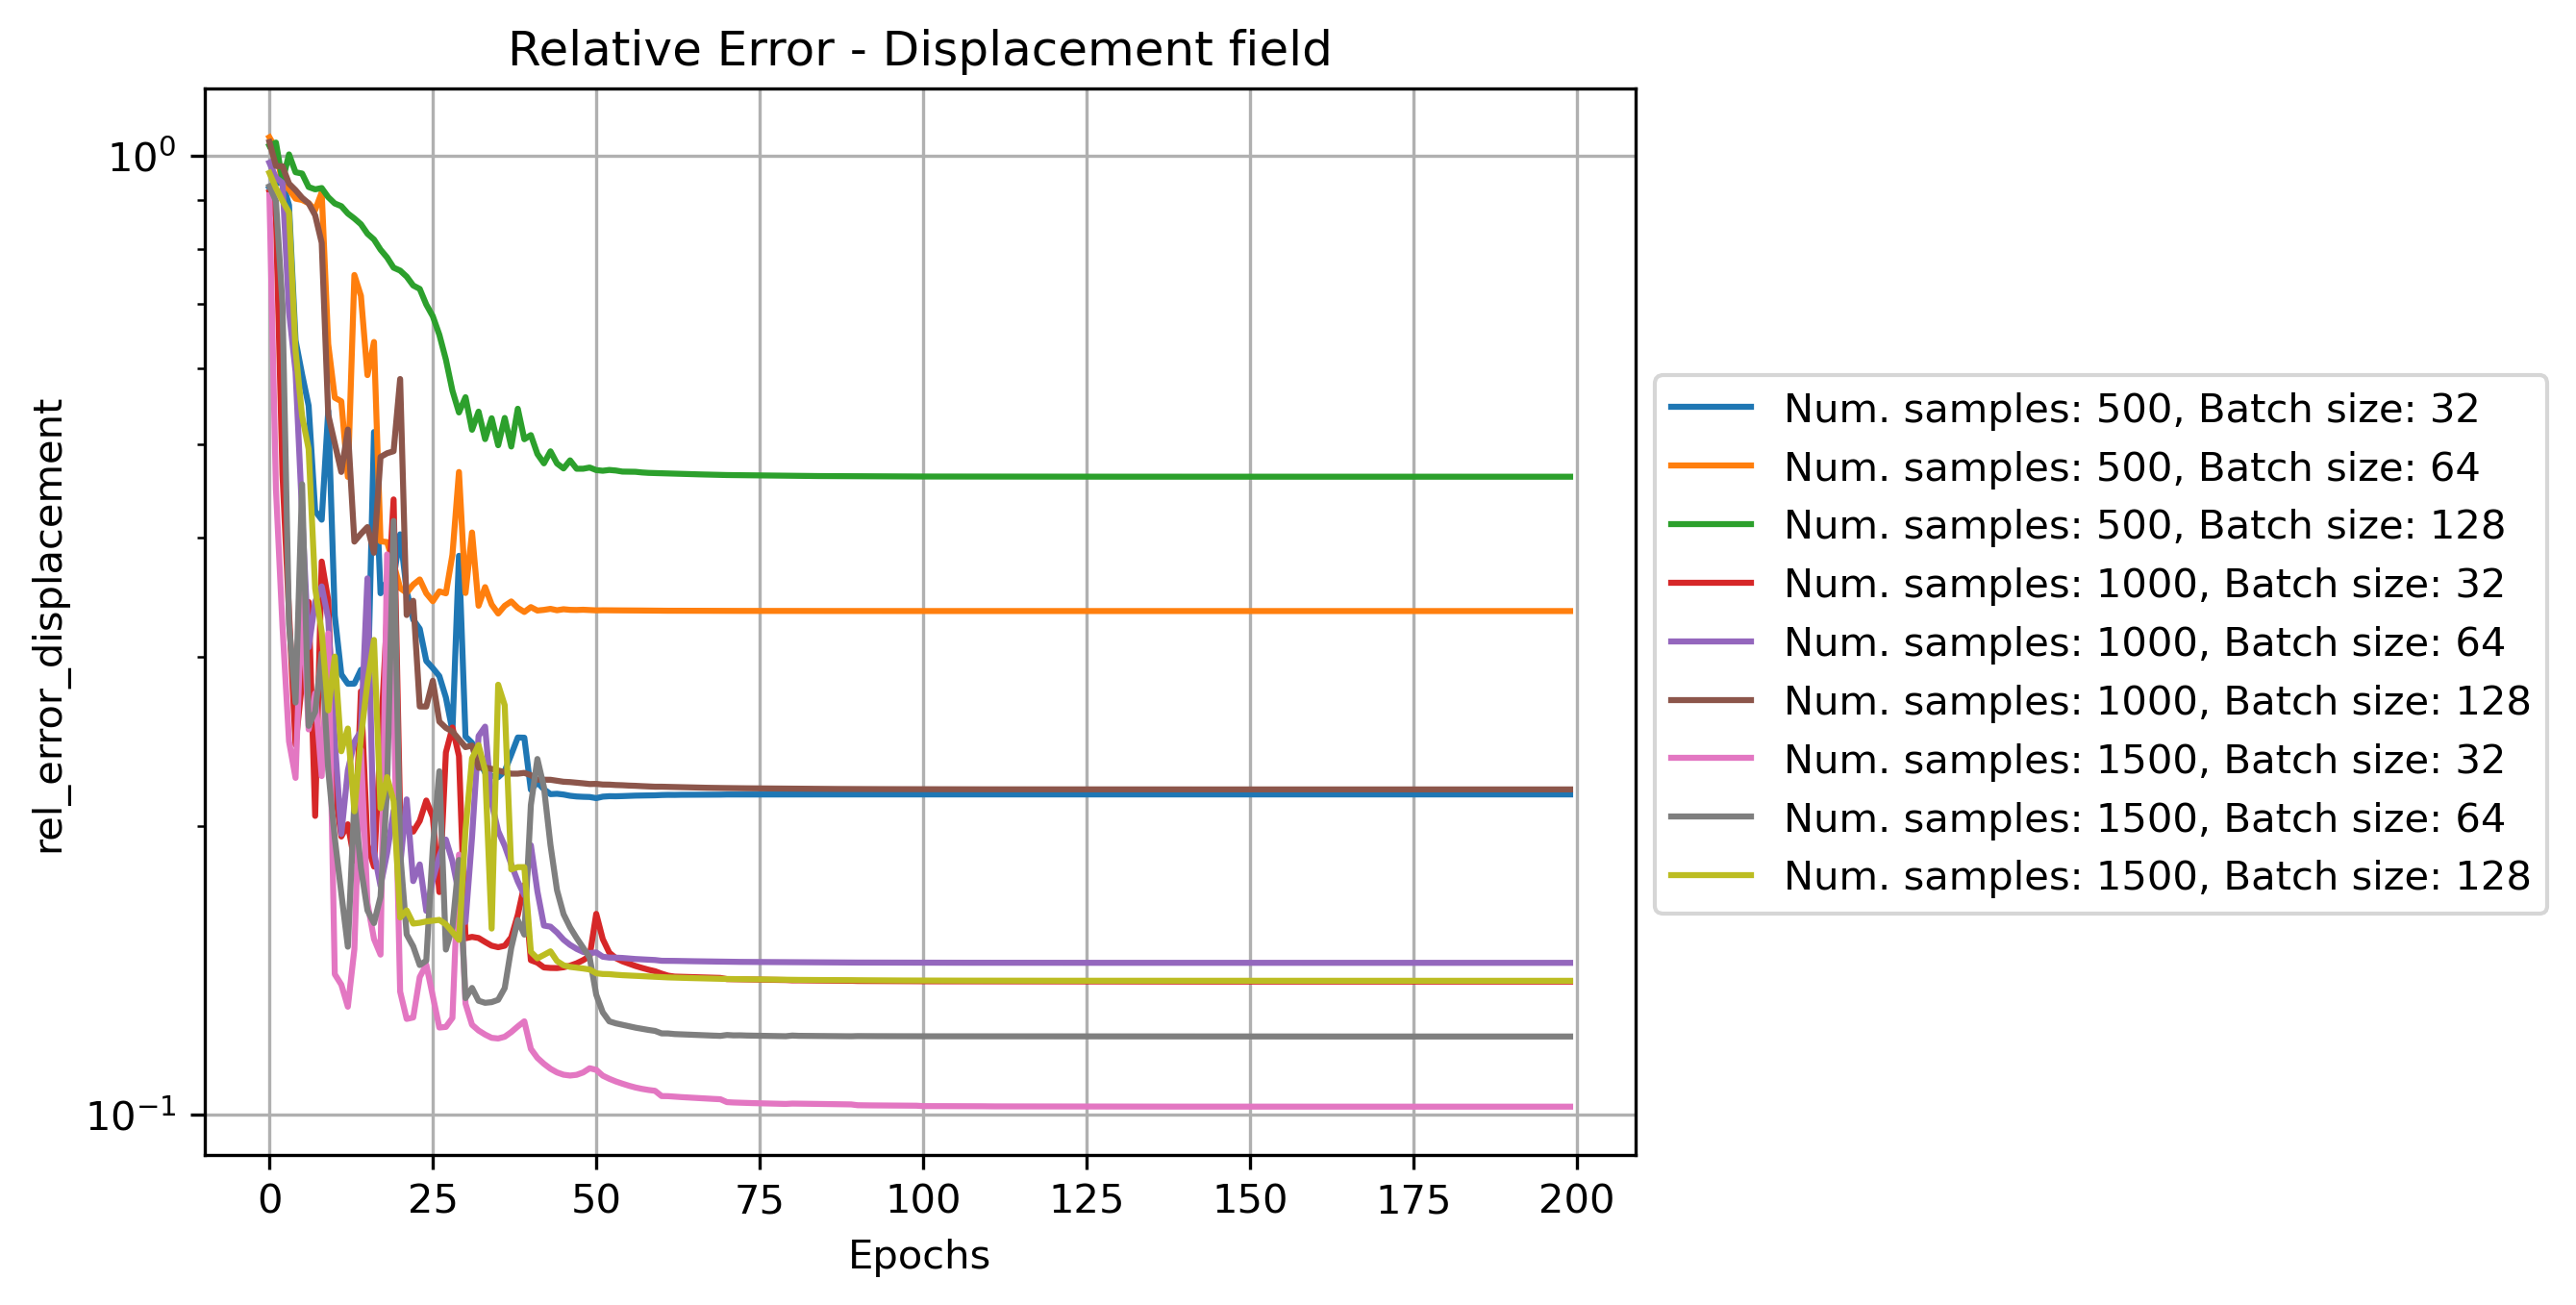 Relative Error - Displacement field
rel_error_displacement
10⁰
10⁻¹
0 25 50 75 100 125 150 175 200
Epochs
Num. samples: 500, Batch size: 32
Num. samples: 500, Batch size: 64
Num. samples: 500, Batch size: 128
Num. samples: 1000, Batch size: 32
Num. samples: 1000, Batch size: 64
Num. samples: 1000, Batch size: 128
Num. samples: 1500, Batch size: 32
Num. samples: 1500, Batch size: 64
Num. samples: 1500, Batch size: 128